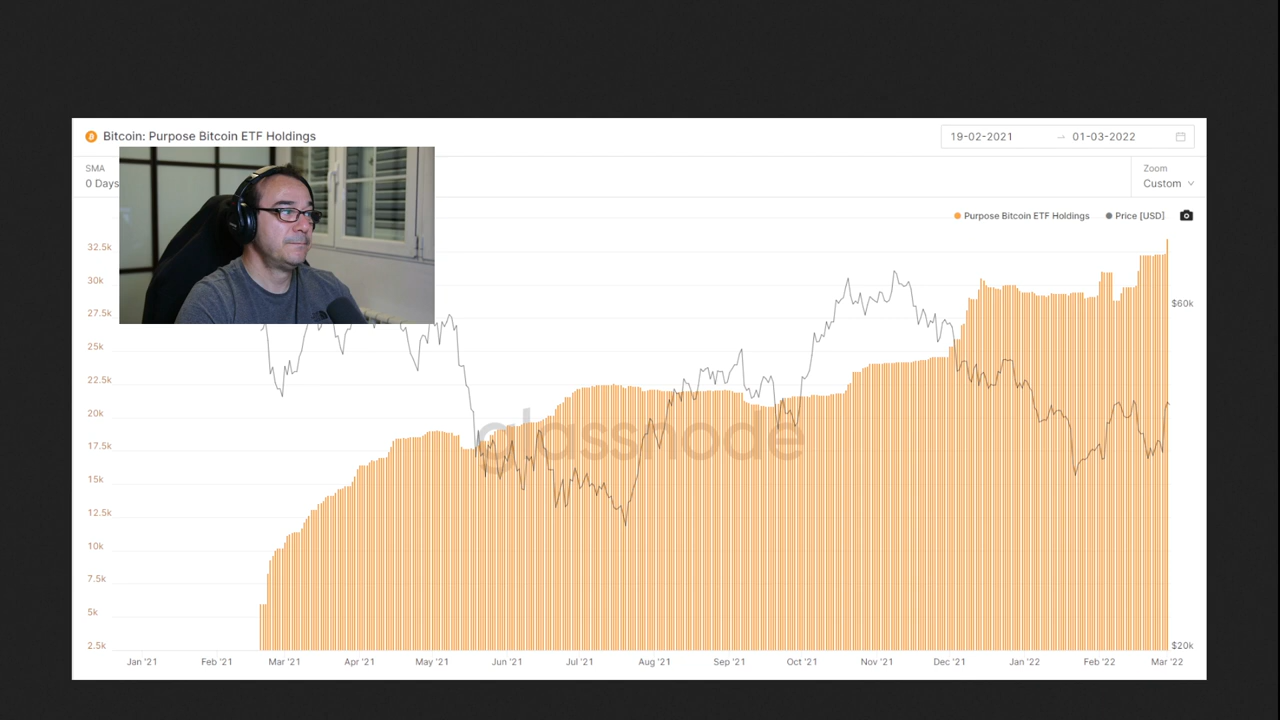 Bitcoin: Purpose Bitcoin ETF Holdings
19-02-2021 → 01-03-2022
SMA
0 Days
Zoom
Custom
Purpose Bitcoin ETF Holdings Price [USD]
32.5k
30k
27.5k
25k
22.5k
20k
17.5k
15k
12.5k
10k
7.5k
5k
2.5k
$60k
$20k
glassnode
Jan '21 Feb '21 Mar '21 Apr '21 May '21 Jun '21 Jul '21 Aug '21 Sep '21 Oct '21 Nov '21 Dec '21 Jan '22 Feb '22 Mar '22